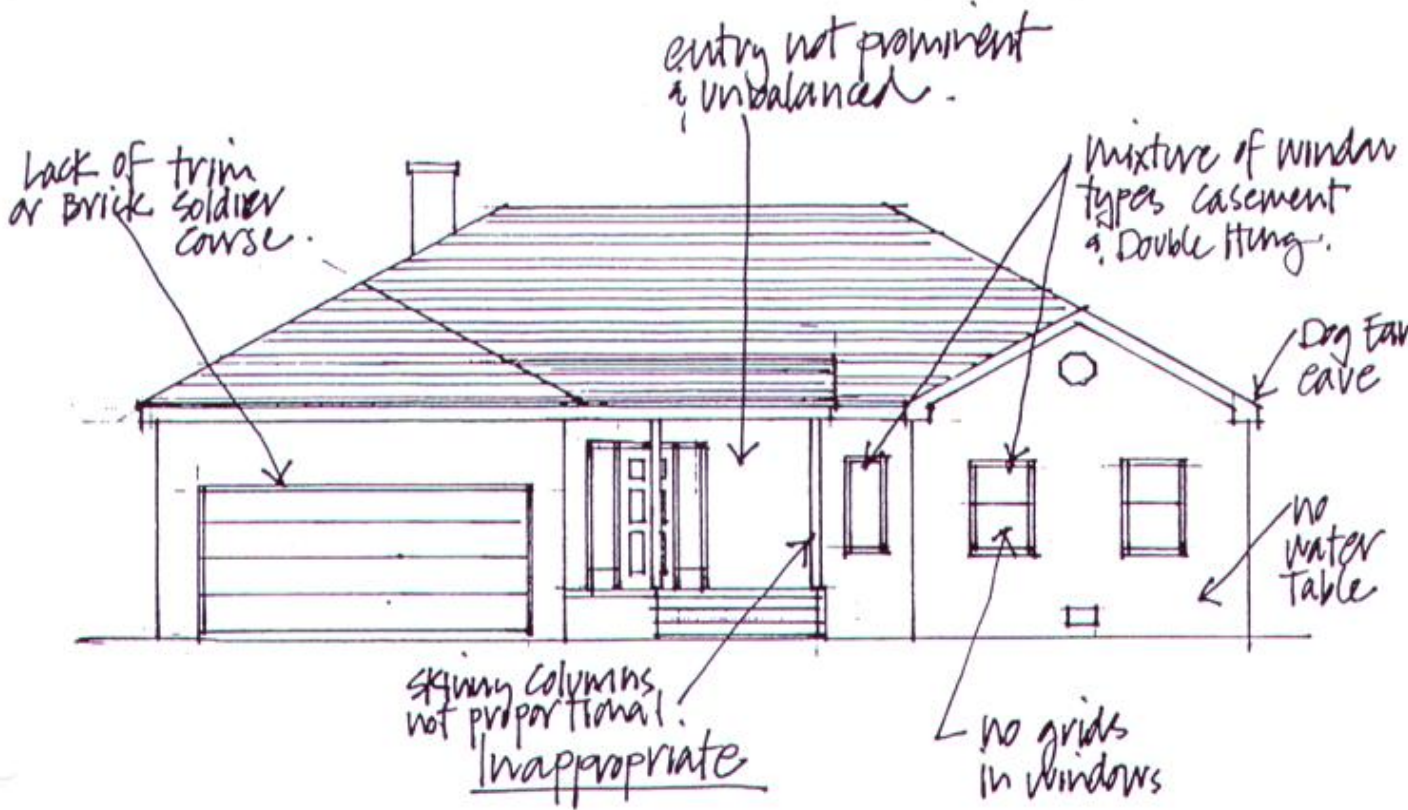 entry not prominent
& unbalanced.
Lack of trim
or Brick soldier
course.
Mixture of window
types casement
& Double Hung.
Dog Ear
eave
no
water
Table
skinny columns
not proportional.
Inappropriate
no grids
in windows